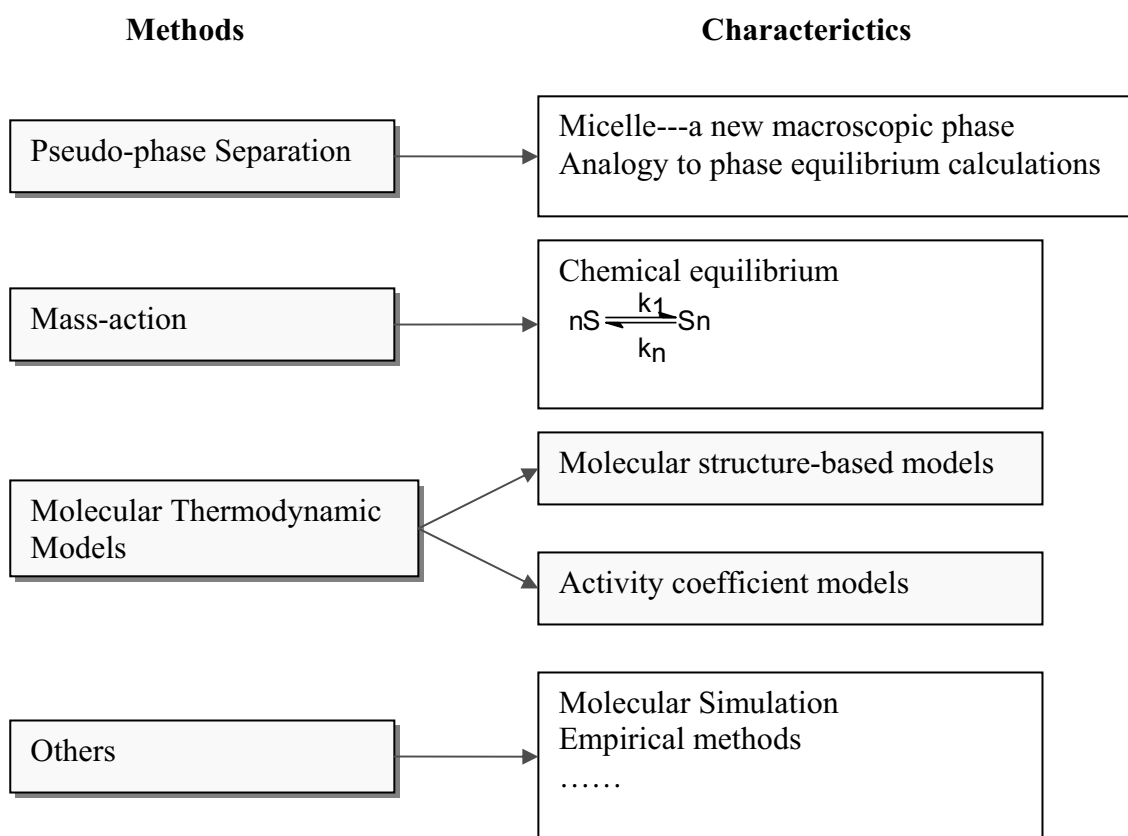 Methods
Characterictics
Pseudo-phase Separation
Micelle---a new macroscopic phase
Analogy to phase equilibrium calculations
Mass-action
Chemical equilibrium
k1
nS Sn
kn
Molecular Thermodynamic
Models
Molecular structure-based models
Activity coefficient models
Others
Molecular Simulation
Empirical methods
……